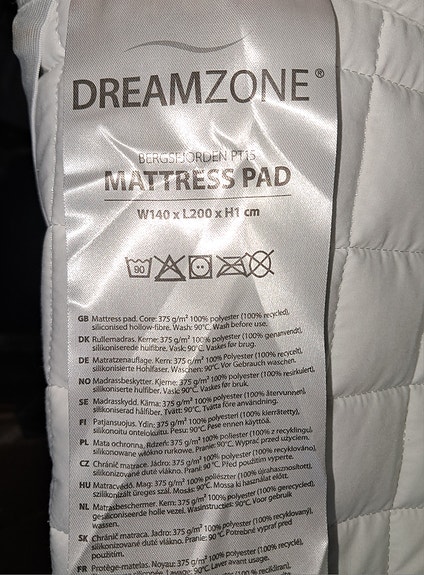 DREAMZONE®
BERGSFJORDEN PT15
MATTRESS PAD
W140 x L200 x H1 cm
90
GB Mattress pad. Core: 375 g/m² 100% polyester (100% recycled),
siliconised hollow-fibre. Wash: 90°C. Wash before use.
DK Rullemadras. Kerne: 375 g/m² 100% polyester (100% genanvendt),
silikoniserede hulfibre. Vask: 90°C. Vaskes før brug.
DE Matratzenauflage. Kern: 375 g/m² 100% polyester (100% recycelt),
silikonisierte Hohlfaser. Waschen: 90°C. Vor Gebrauch waschen.
NO Madrassbeskytter. Kjerne: 375 g/m² 100% polyester (100% resirkulert),
silikoniserte hulfiber. Vask: 90°C. Vaskes før bruk.
SE Madrasskydd. Kärna: 375 g/m² 100% polyester (100% återvunnen),
silikoniserad hålfiber. Tvätt: 90°C. Tvätta före användning.
FI Patjansuojus. Ydin: 375 g/m² 100% polyesteri (100% kierrätetty),
silikonoitu ontelokuitu. Pesu: 90°C. Pese ennen käyttöä.
PL Mata ochronna. Rdzeń: 375 g/m² 100% poliester (100% z recyklingu),
silikonowane włókno rurkowe. Pranie: 90°C. Wyprać przed użyciem.
CZ Chránič matrace. Jádro: 375 g/m² 100% polyester (100% recyklováno),
silikonizované duté vlákno. Praní: 90°C. Před použitím vyperte.
HU Matracvédő. Mag: 375 g/m² 100% poliészter (100% újrahasznosított),
szilikonizált üreges szál. Mosás: 90°C. Mossa ki használat előtt.
NL Matrasbeschermer. Kern: 375 g/m² 100% polyester (100% gerecycled),
gesiliconiseerde holle vezel. Wasinstructies: 90°C. Voor gebruik
wassen.
SK Chránič matraca. Jadro: 375 g/m² 100% polyester (100% recyklovaný),
silikonizované duté vlákno. Pranie: 90°C. Potrebné vyprať pred
použitím.
FR Protège-matelas. Noyau: 375 g/m² 100% polyester (100% recyclé),
siliconée. Lavage: 90°C. Laver avant usage.